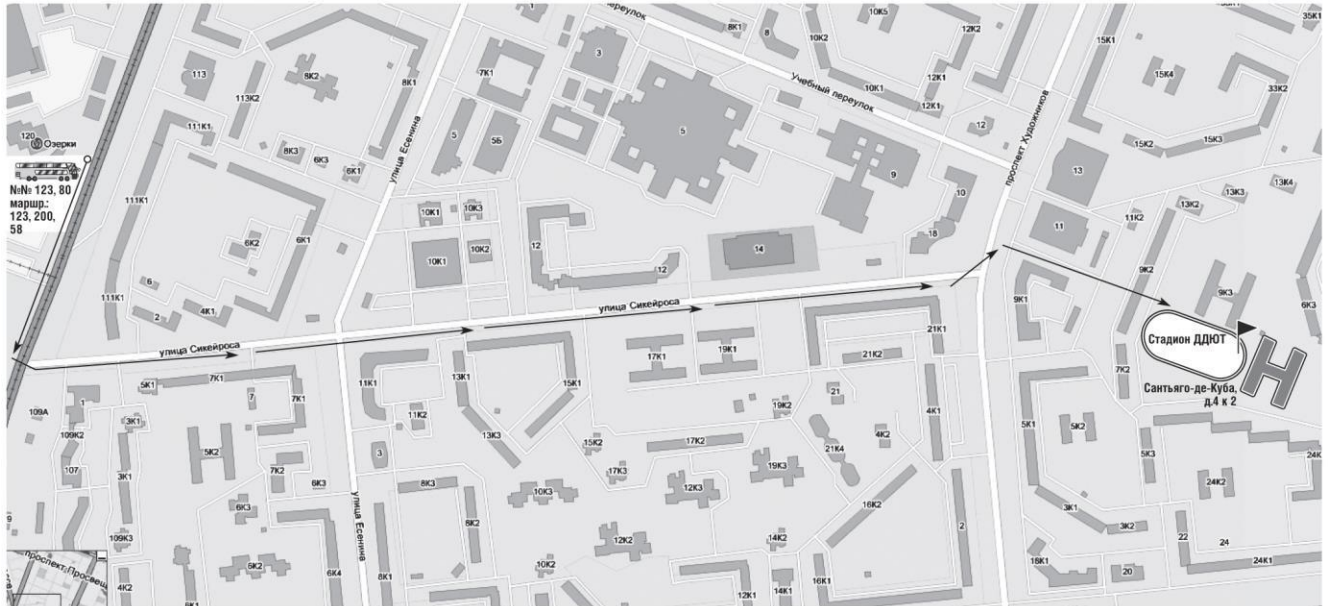 Учебный переулок
улица Есенина
проспект Художников
120
Озерки
№№ 123, 80
маршр.:
123, 200,
58
113
113К2
8К2
8К1
111К1
8К3
6К3
6К1
111К1
6К2
6К1
6
2
4К1
111К1
1
3
7К1
5
5Б
10К1
10К3
10К1
10К2
12
12
14
5
9
10
18
8К1
8
10К5
10К2
10К1
12К2
12К1
12К1
12
15К1
15К4
33К2
35К1
15К2
15К3
13
11
11К2
13К2
13К3
13К4
9К2
9К3
9К1
6К3
улица Сикейроса
улица Сикейроса
Стадион ДДЮТ
Сантьяго-де-Куба,
д.4 к 2
109А
1
109К2
107
3К1
3К1
109К3
4К2
5К1
7К1
7
7К1
5К2
7К2
6К3
6К3
6К2
6К4
8К1
улица Есенина
11К1
11К2
3
8К3
8К2
13К1
13К3
15К1
15К2
17К3
10К3
10К2
12К2
12К3
17К1
19К1
17К2
19К2
19К3
14К2
12К1
14К1
16К1
16К2
21К1
21К2
21
21К4
4К2
4К1
2
5К1
5К2
5К3
7К2
3К1
3К2
22
24
24К2
24К1
20
проспект Просвещ